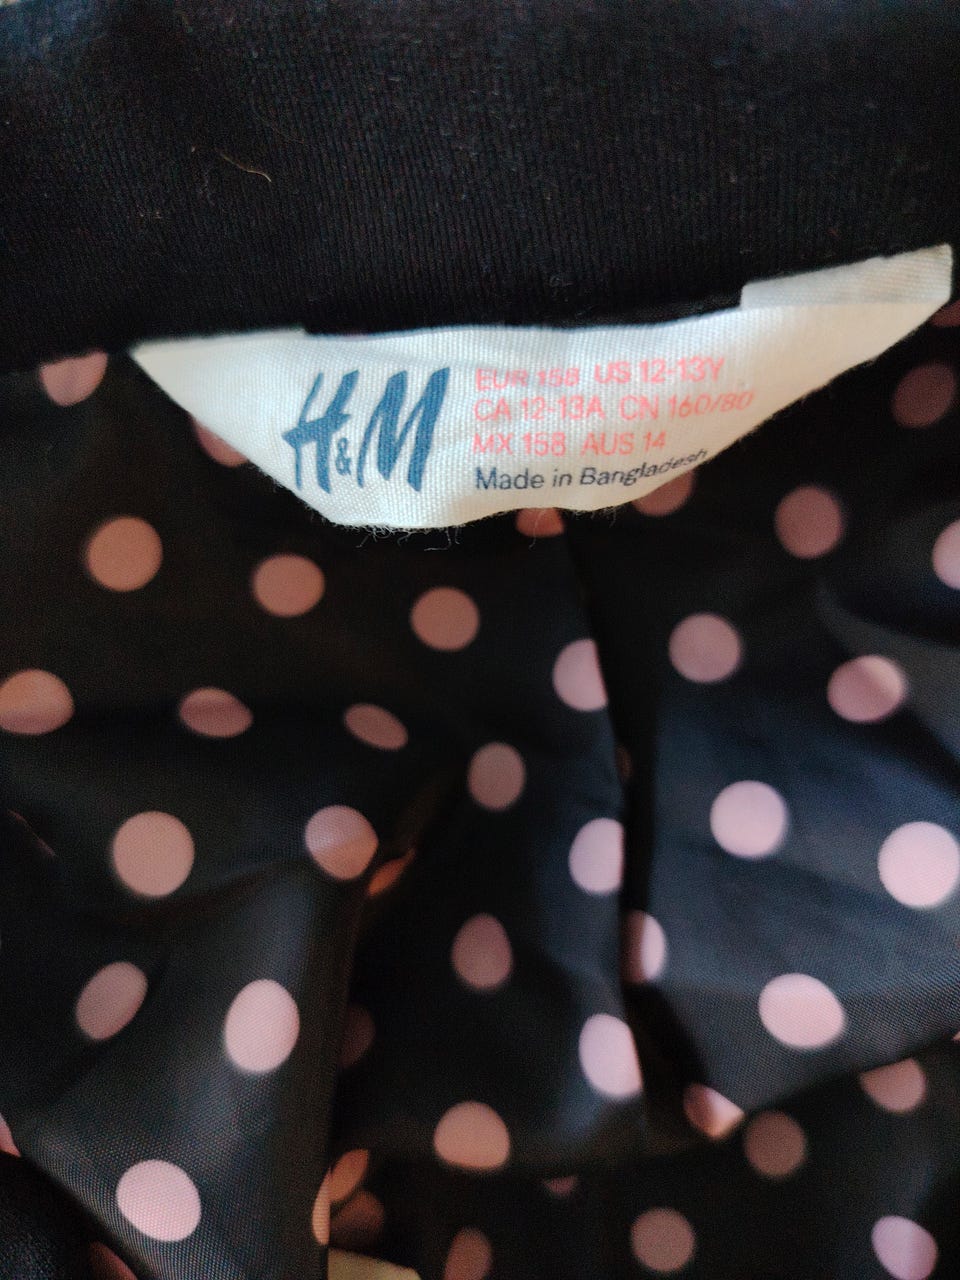 H&M
EUR 158 US 12-13Y
CA 12-13A CN 160/80
MX 158 AUS 14
Made in Bangladesh